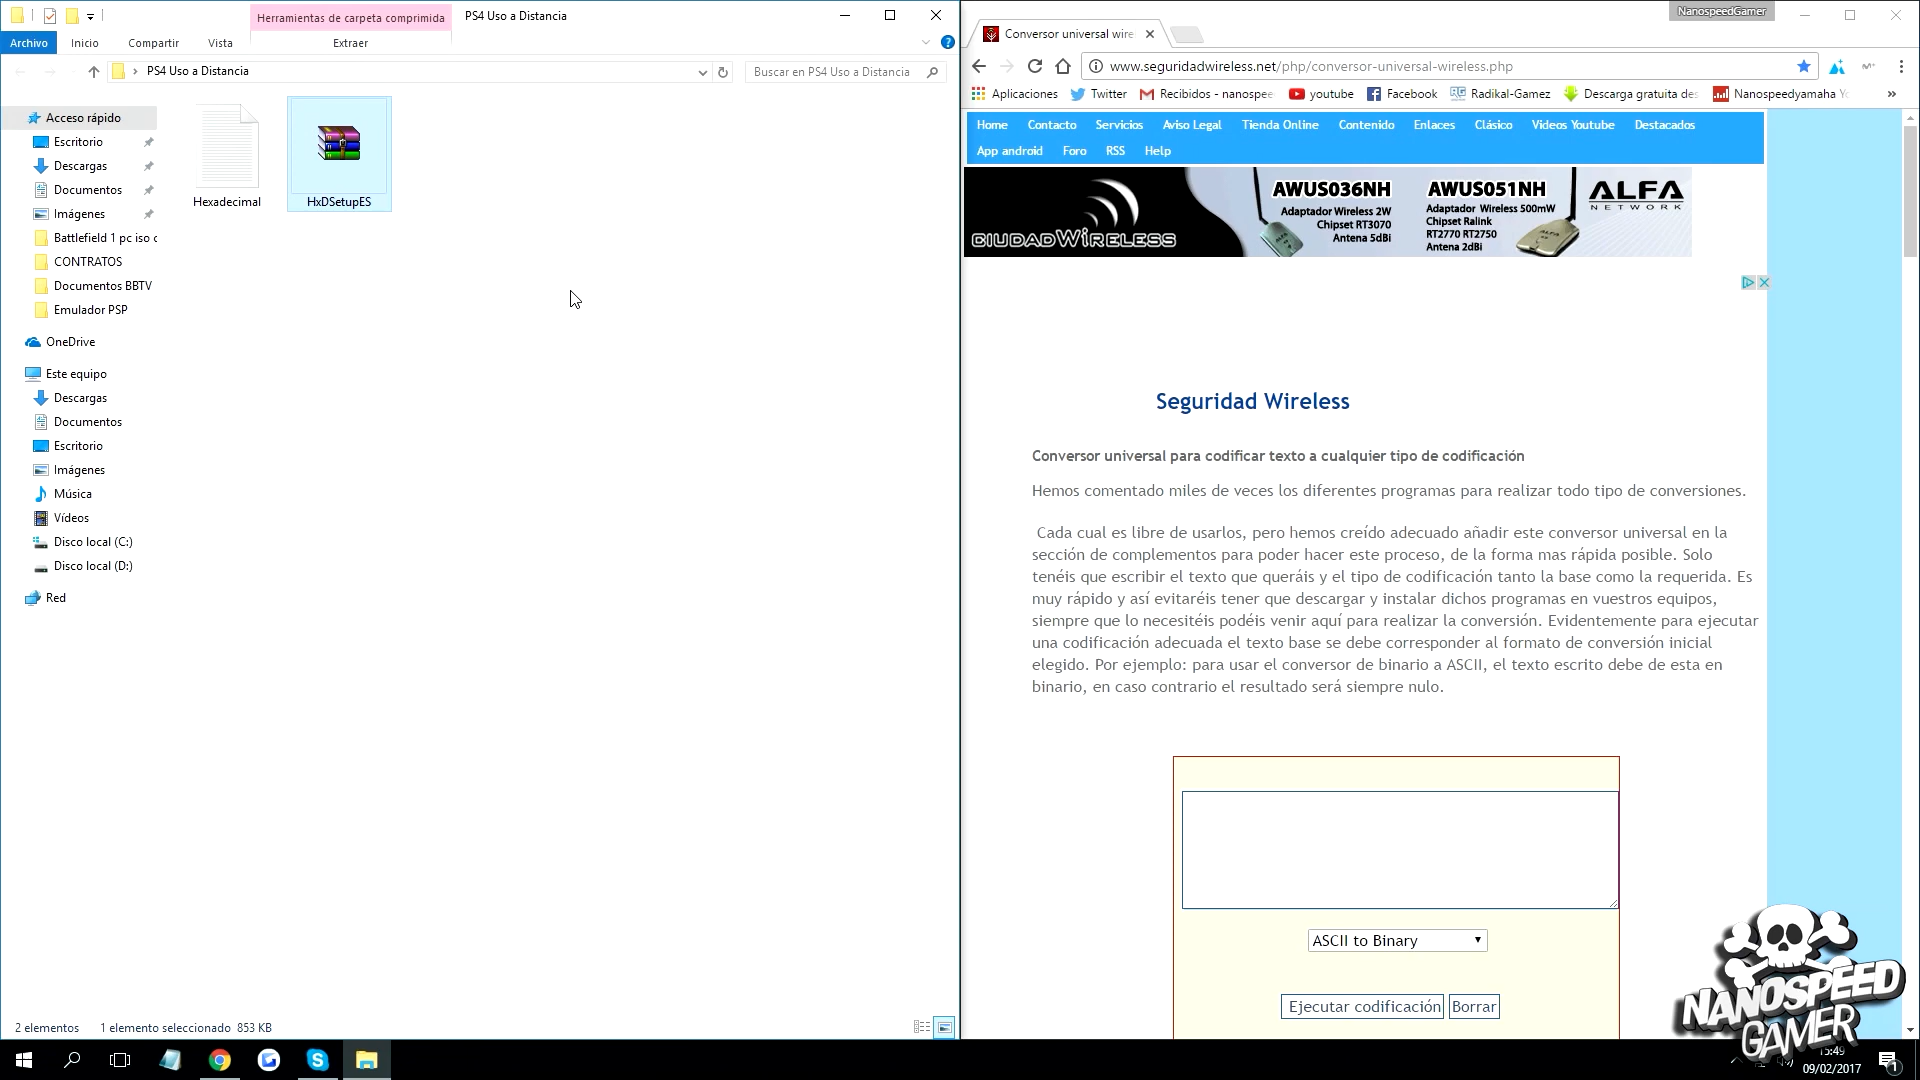 Herramientas de carpeta comprimida
PS4 Uso a Distancia
Archivo
Inicio
Compartir
Vista
Extraer
PS4 Uso a Distancia
Buscar en PS4 Uso a Distancia
Acceso rápido
Escritorio
Descargas
Documentos
Imágenes
Battlefield 1 pc iso c
CONTRATOS
Documentos BBTV
Emulador PSP
OneDrive
Este equipo
Descargas
Documentos
Escritorio
Imágenes
Música
Vídeos
Disco local (C:)
Disco local (D:)
Red
Hexadecimal
HxDSetupES
2 elementos
1 elemento seleccionado 853 KB
NanospeedGamer
Conversor universal wire
www.seguridadwireless.net/php/conversor-universal-wireless.php
Aplicaciones
Twitter
Recibidos - nanospee
youtube
Facebook
Radikal-Gamez
Descarga gratuita de
Nanospeedyamaha
Home Contacto Servicios Aviso Legal Tienda Online Contenido Enlaces Clásico Videos Youtube Destacados
App android Foro RSS Help
CIUDADWIRELESS
AWUS036NH
Adaptador Wireless 2W
Chipset RT3070
Antena 5dBi
AWUS051NH
Adaptador Wireless 500mW
Chipset Ralink
RT2770 RT2750
Antena 2dBi
ALFA
NETWORK
Seguridad Wireless
Conversor universal para codificar texto a cualquier tipo de codificación
Hemos comentado miles de veces los diferentes programas para realizar todo tipo de conversiones.
Cada cual es libre de usarlos, pero hemos creído adecuado añadir este conversor universal en la
sección de complementos para poder hacer este proceso, de la forma mas rápida posible. Solo
tenéis que escribir el texto que queráis y el tipo de codificación tanto la base como la requerida. Es
muy rápido y así evitaréis tener que descargar y instalar dichos programas en vuestros equipos,
siempre que lo necesitéis podéis venir aquí para realizar la conversión. Evidentemente para ejecutar
una codificación adecuada el texto base se debe corresponder al formato de conversión inicial
elegido. Por ejemplo: para usar el conversor de binario a ASCII, el texto escrito debe de esta en
binario, en caso contrario el resultado será siempre nulo.
ASCII to Binary
Ejecutar codificación
Borrar
NANOSPEED
GAMER
15:49
09/02/2017